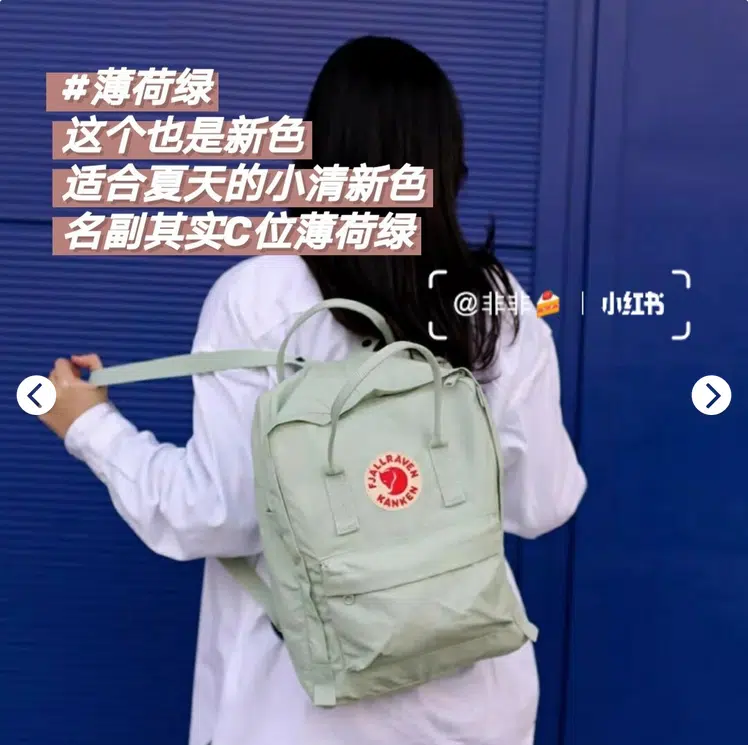 #薄荷绿
这个也是新色
适合夏天的小清新色
名副其实C位薄荷绿
@非非🍰 | 小红书
FJÄLLRÄVEN
KÅNKEN